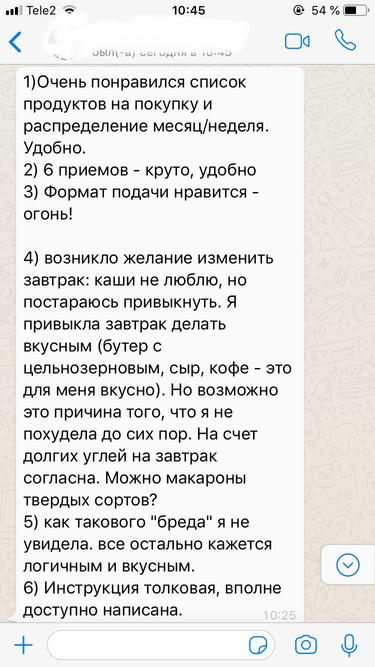 Tele2
10:45
54 %
был(-а) сегодня в 10:45
1)Очень понравился список
продуктов на покупку и
распределение месяц/неделя.
Удобно.
2) 6 приемов - круто, удобно
3) Формат подачи нравится -
огонь!
4) возникло желание изменить
завтрак: каши не люблю, но
постараюсь привыкнуть. Я
привыкла завтрак делать
вкусным (бутер с
цельнозерновым, сыр, кофе - это
для меня вкусно). Но возможно
это причина того, что я не
похудела до сих пор. На счет
долгих углей на завтрак
согласна. Можно макароны
твердых сортов?
5) как такового "бреда" я не
увидела. все остально кажется
логичным и вкусным.
6) Инструкция толковая, вполне
доступно написана.
10:25